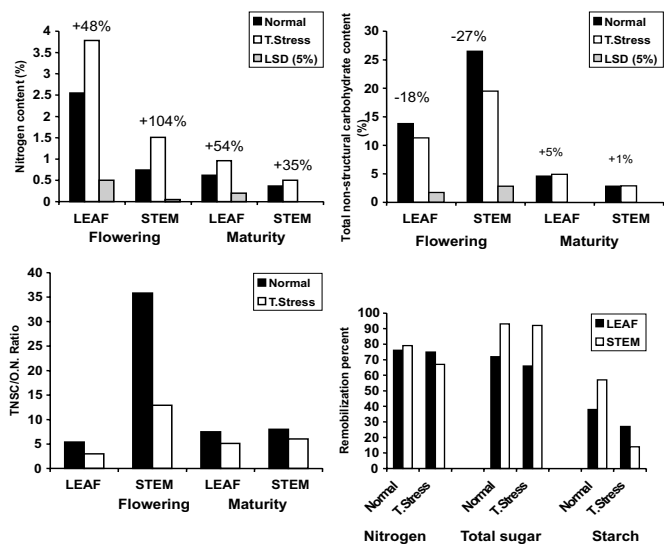 Nitrogen content (%)
4
3.5
3
2.5
2
1.5
1
0.5
0
+48%
+104%
+54%
+35%
Normal
T.Stress
LSD (5%)
LEAF STEM LEAF STEM
Flowering Maturity
Total non-structural carbohydrate content
(%)
30
25
20
15
10
5
0
-18%
-27%
+5%
+1%
Normal
T.Stress
LSD (5%)
LEAF STEM LEAF STEM
Flowering Maturity
TNSC/O.N. Ratio
40
35
30
25
20
15
10
5
0
Normal
T.Stress
LEAF STEM LEAF STEM
Flowering Maturity
Remobilization percent
100
90
80
70
60
50
40
30
20
10
0
LEAF
STEM
Normal T.Stress Normal T.Stress Normal T.Stress
Nitrogen Total sugar Starch